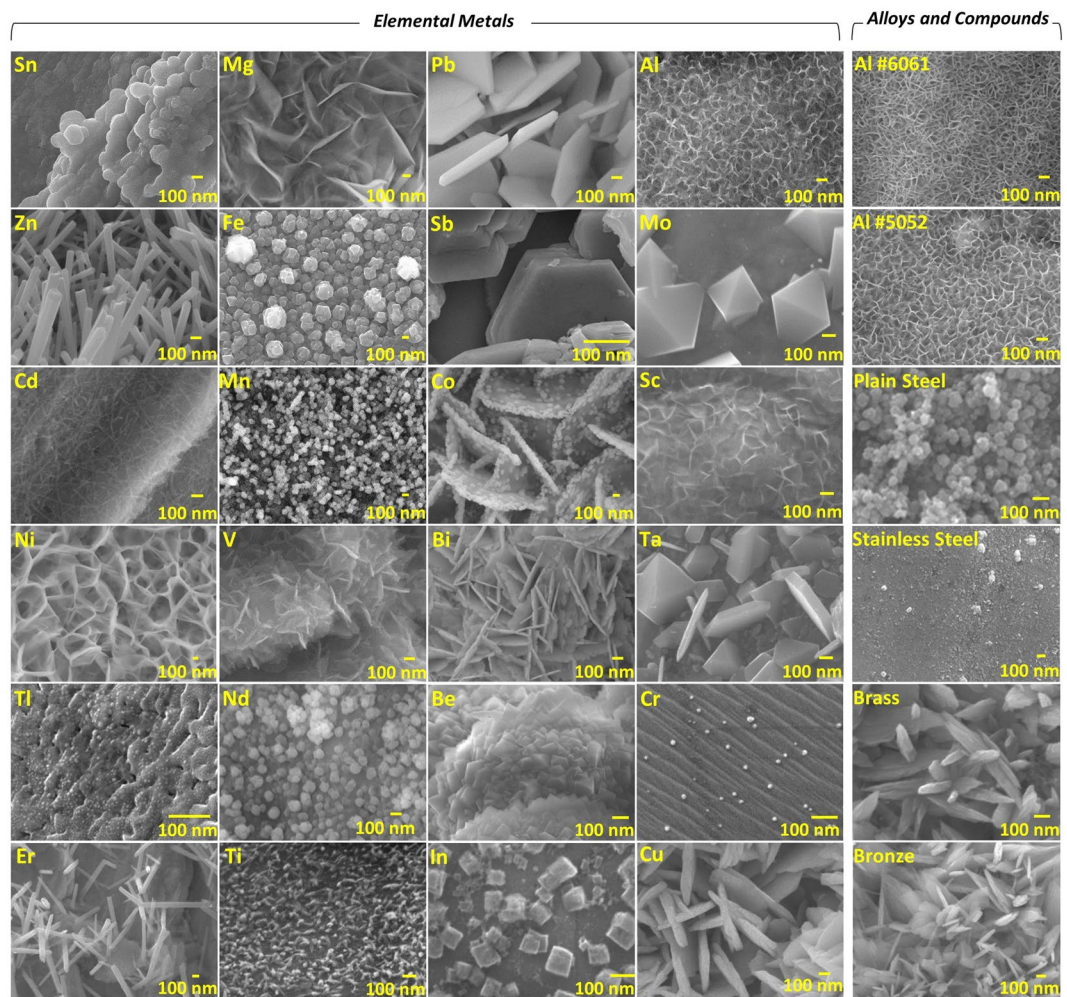 Elemental Metals
Alloys and Compounds
Sn
Mg
Pb
Al
Al #6061
100 nm
100 nm
100 nm
100 nm
100 nm
Zn
Fe
Sb
Mo
Al #5052
100 nm
100 nm
100 nm
100 nm
100 nm
Cd
Mn
Co
Sc
Plain Steel
100 nm
100 nm
100 nm
100 nm
100 nm
Ni
V
Bi
Ta
Stainless Steel
100 nm
100 nm
100 nm
100 nm
100 nm
Tl
Nd
Be
Cr
Brass
100 nm
100 nm
100 nm
100 nm
100 nm
Er
Ti
In
Cu
Bronze
100 nm
100 nm
100 nm
100 nm
100 nm